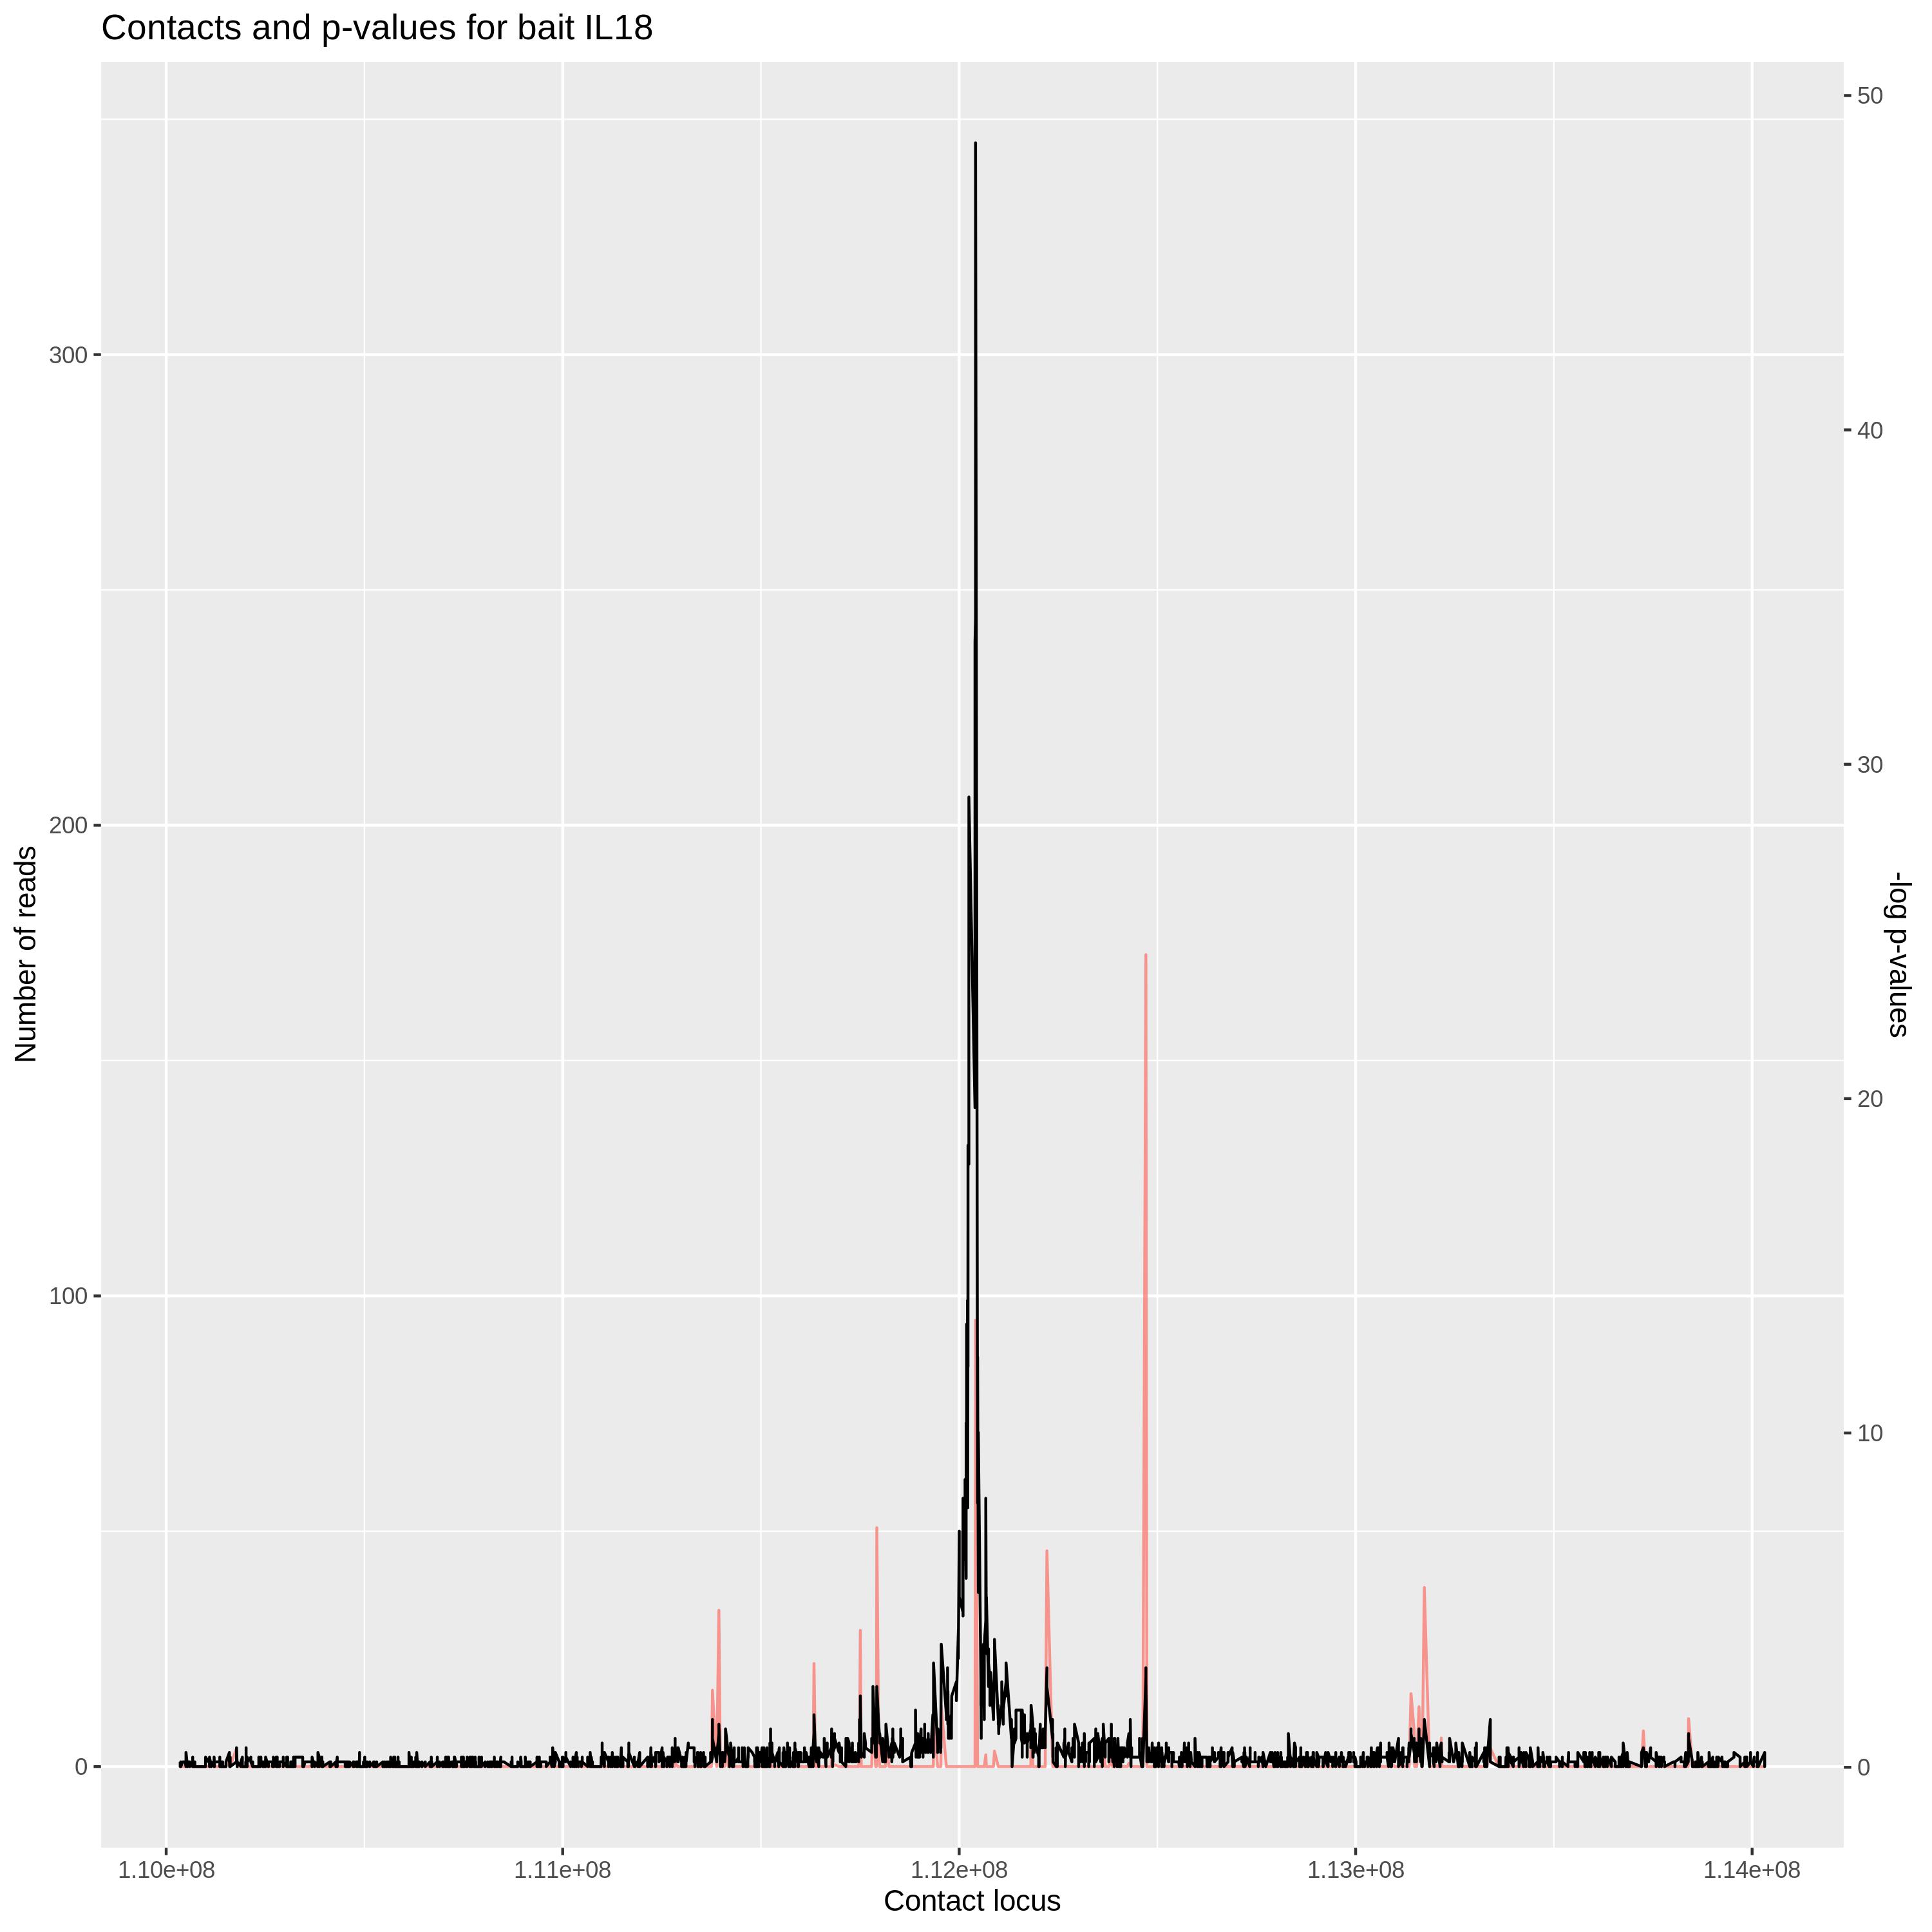 Contacts and p-values for bait IL18
Number of reads
300
200
100
0
50
40
30
20
10
0
-log p-values
1.10e+08
1.11e+08
1.12e+08
1.13e+08
1.14e+08
Contact locus